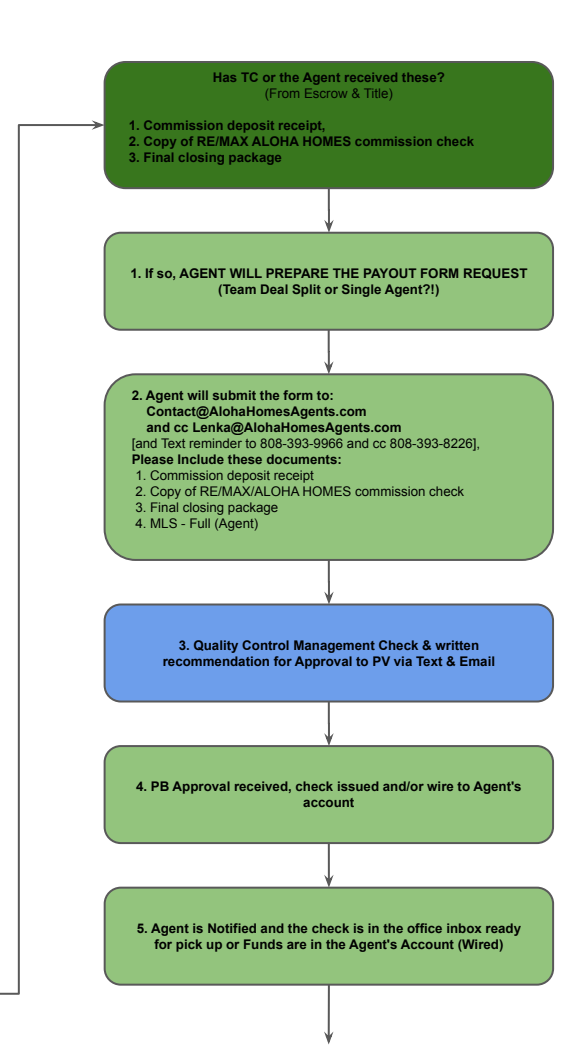 Has TC or the Agent received these?
(From Escrow & Title)
1. Commission deposit receipt,
2. Copy of RE/MAX ALOHA HOMES commission check
3. Final closing package
1. If so, AGENT WILL PREPARE THE PAYOUT FORM REQUEST
(Team Deal Split or Single Agent?!)
2. Agent will submit the form to:
Contact@AlohaHomesAgents.com
and cc Lenka@AlohaHomesAgents.com
[and Text reminder to 808-393-9966 and cc 808-393-8226],
Please Include these documents:
1. Commission deposit receipt
2. Copy of RE/MAX/ALOHA HOMES commission check
3. Final closing package
4. MLS - Full (Agent)
3. Quality Control Management Check & written
recommendation for Approval to PV via Text & Email
4. PB Approval received, check issued and/or wire to Agent's
account
5. Agent is Notified and the check is in the office inbox ready
for pick up or Funds are in the Agent's Account (Wired)